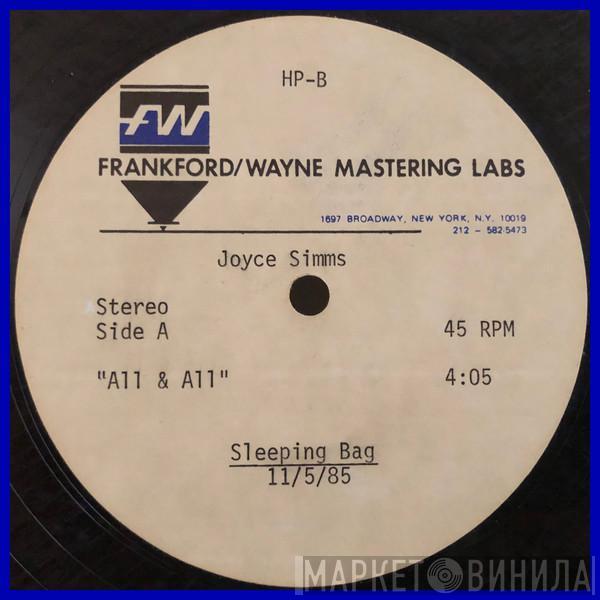 HP-B
FW
FRANKFORD/WAYNE MASTERING LABS
1697 BROADWAY, NEW YORK, N.Y. 10019
212 - 582-5473
Joyce Simms
Stereo
Side A 45 RPM
"All & All" 4:05
Sleeping Bag
11/5/85
МАРКЕТ ВИНИЛА